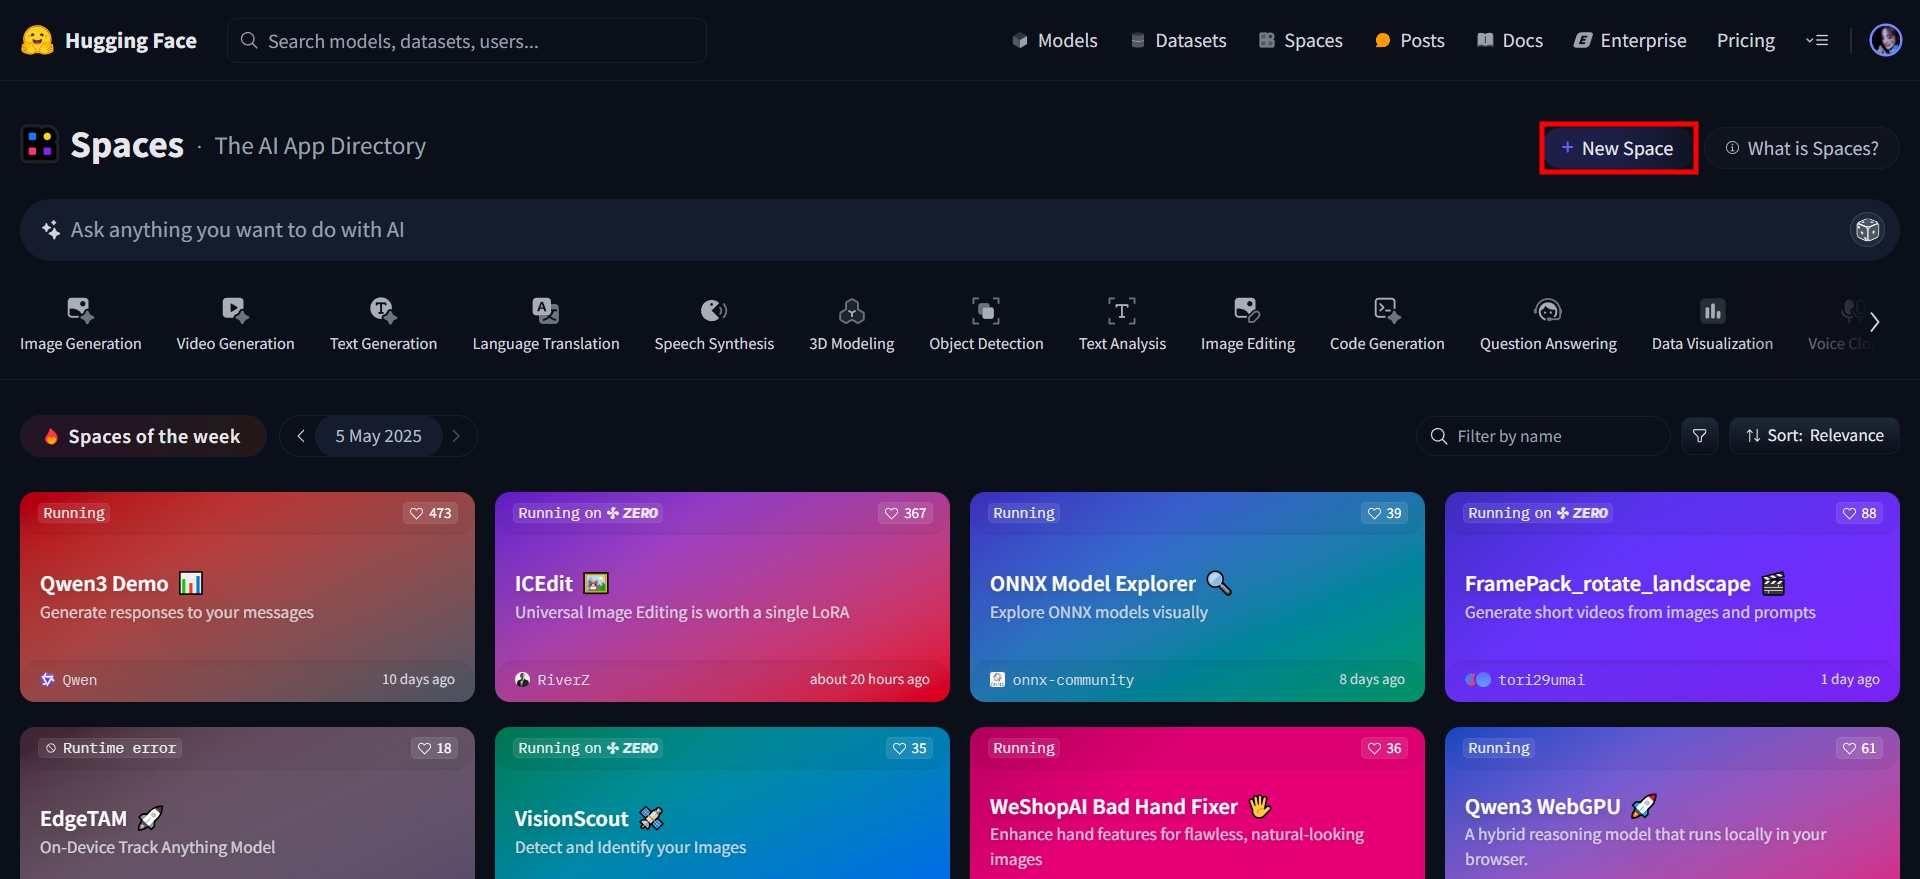 Hugging Face
Search models, datasets, users...
Models
Datasets
Spaces
Posts
Docs
Enterprise
Pricing
Spaces · The AI App Directory
+ New Space
What is Spaces?
Ask anything you want to do with AI
Image Generation
Video Generation
Text Generation
Language Translation
Speech Synthesis
3D Modeling
Object Detection
Text Analysis
Image Editing
Code Generation
Question Answering
Data Visualization
Voice
Spaces of the week
5 May 2025
Filter by name
Sort: Relevance
Running
473
Qwen3 Demo
Generate responses to your messages
Qwen
10 days ago
Running on ZERO
367
ICEdit
Universal Image Editing is worth a single LoRA
RiverZ
about 20 hours ago
Running
39
ONNX Model Explorer
Explore ONNX models visually
onnx-community
8 days ago
Running on ZERO
88
FramePack_rotate_landscape
Generate short videos from images and prompts
tori29umai
1 day ago
Runtime error
18
EdgeTAM
On-Device Track Anything Model
Running on ZERO
35
VisionScout
Detect and Identify your Images
Running
36
WeShopAI Bad Hand Fixer
Enhance hand features for flawless, natural-looking
images
Running
61
Qwen3 WebGPU
A hybrid reasoning model that runs locally in your
browser.